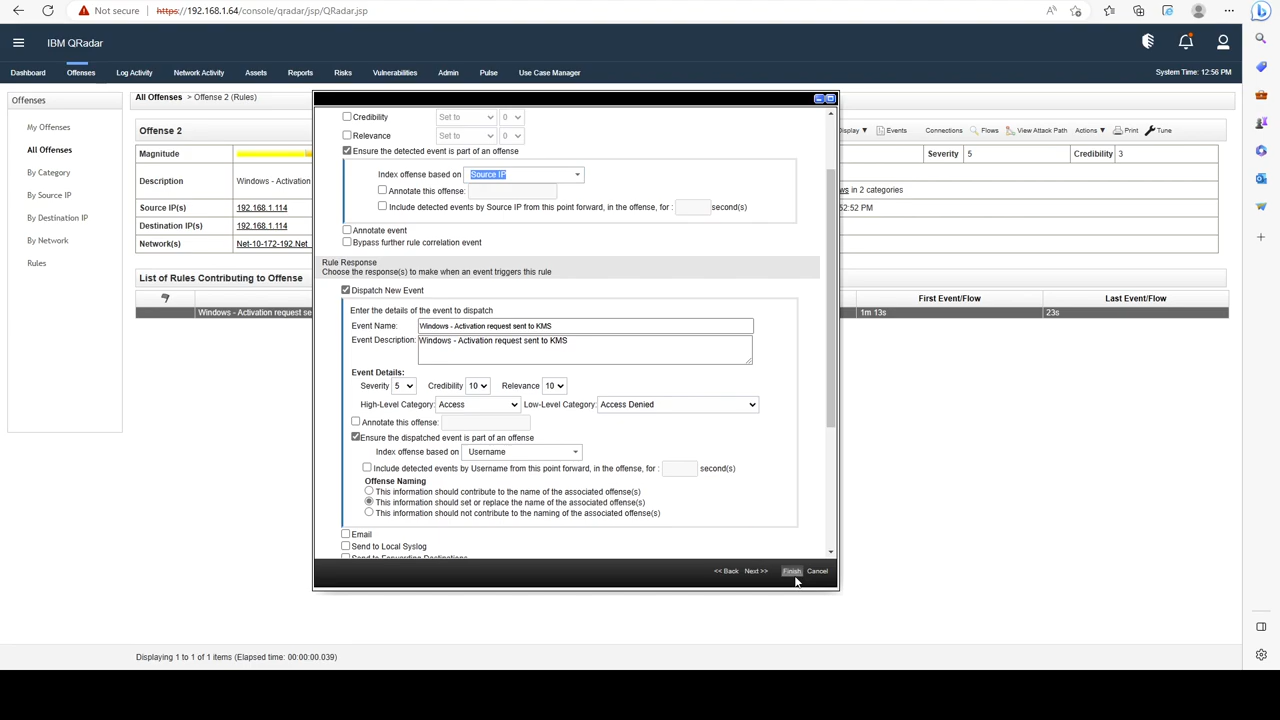 Not secure https://192.168.1.64/console/qradar/jsp/QRadar.jsp
IBM QRadar
Dashboard Offenses Log Activity Network Activity Assets Reports Risks Vulnerabilities Admin Pulse Use Case Manager System Time: 12:56 PM
Offenses
My Offenses
All Offenses
By Category
By Source IP
By Destination IP
By Network
Rules
All Offenses > Offense 2 (Rules)
Offense 2
Magnitude
Description Windows - Activation
Source IP(s) 192.168.1.114
Destination IP(s) 192.168.1.114
Network(s) Net-10-172-192.Net
List of Rules Contributing to Offense
Windows - Activation request se
Credibility Set to 0
Relevance Set to 0
Ensure the detected event is part of an offense
Index offense based on Source IP
Annotate this offense:
Include detected events by Source IP from this point forward, in the offense, for : second(s)
Annotate event
Bypass further rule correlation event
Rule Response
Choose the response(s) to make when an event triggers this rule
Dispatch New Event
Enter the details of the event to dispatch
Event Name: Windows - Activation request sent to KMS
Event Description: Windows - Activation request sent to KMS
Event Details:
Severity 5 Credibility 10 Relevance 10
High-Level Category: Access Low-Level Category: Access Denied
Annotate this offense:
Ensure the dispatched event is part of an offense
Index offense based on Username
Include detected events by Username from this point forward, in the offense, for : second(s)
Offense Naming
This information should contribute to the name of the associated offense(s)
This information should set or replace the name of the associated offense(s)
This information should not contribute to the naming of the associated offense(s)
Email
Send to Local Syslog
Send to Forwarding Destinations
<< Back Next >> Finish Cancel
Display Events Connections Flows View Attack Path Actions Print Tune
Severity 5 Credibility 3
in 2 categories
52:52 PM
First Event/Flow Last Event/Flow
1m 13s 23s
Displaying 1 to 1 of 1 items (Elapsed time: 00:00:00.039)